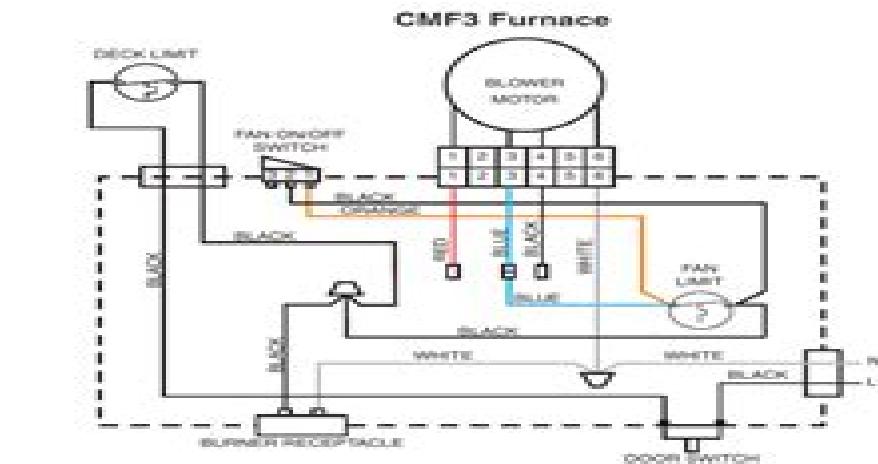 CMF3 Furnace
DECK LIMIT
BLOWER
MOTOR
FAN ON/OFF
SWITCH
1 2 3 4 5 6
1 2 3 4 5 6
BLACK
ORANGE
BLACK
RED
BLUE
BLACK
WHITE
BLACK
FAN
LIMIT
BLUE
BLACK
BLACK
WHITE
WHITE
N
BLACK
L
BURNER RECEPTACLE
DOOR SWITCH